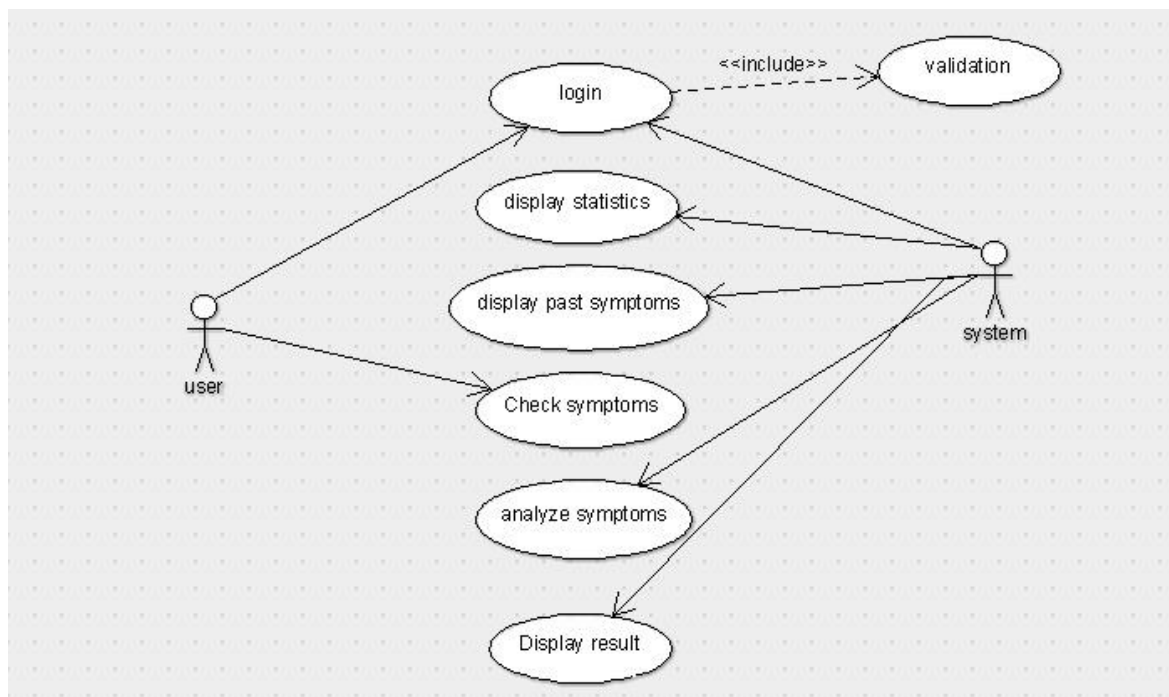 <<include>>
validation
login
display statistics
display past symptoms
system
user
Check symptoms
analyze symptoms
Display result